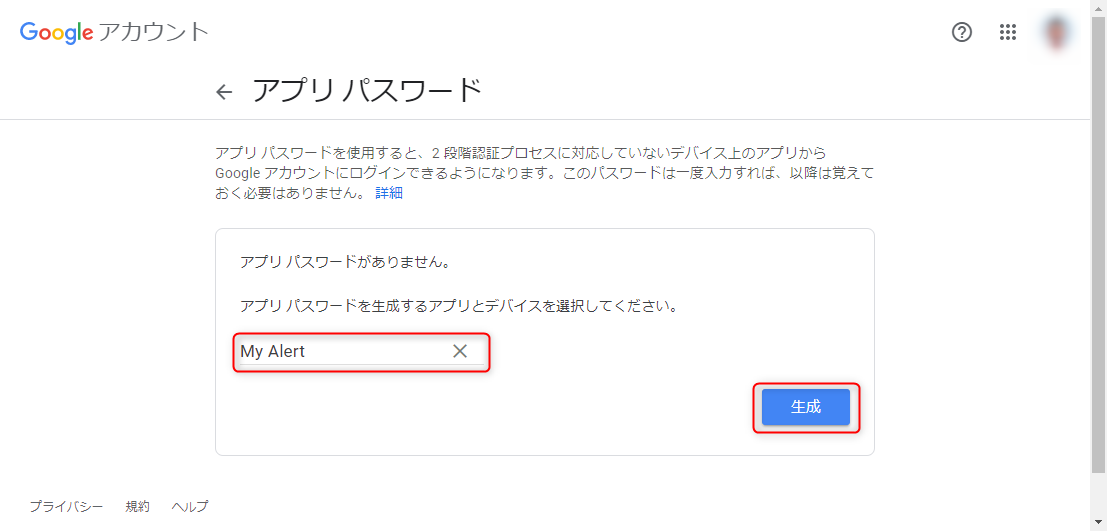 Google アカウント
アプリ パスワード
アプリ パスワードを使用すると、2 段階認証プロセスに対応していないデバイス上のアプリから
Google アカウントにログインできるようになります。このパスワードは一度入力すれば、以降は覚えて
おく必要はありません。 詳細
アプリ パスワードがありません。
アプリ パスワードを生成するアプリとデバイスを選択してください。
My Alert
生成
プライバシー 規約 ヘルプ